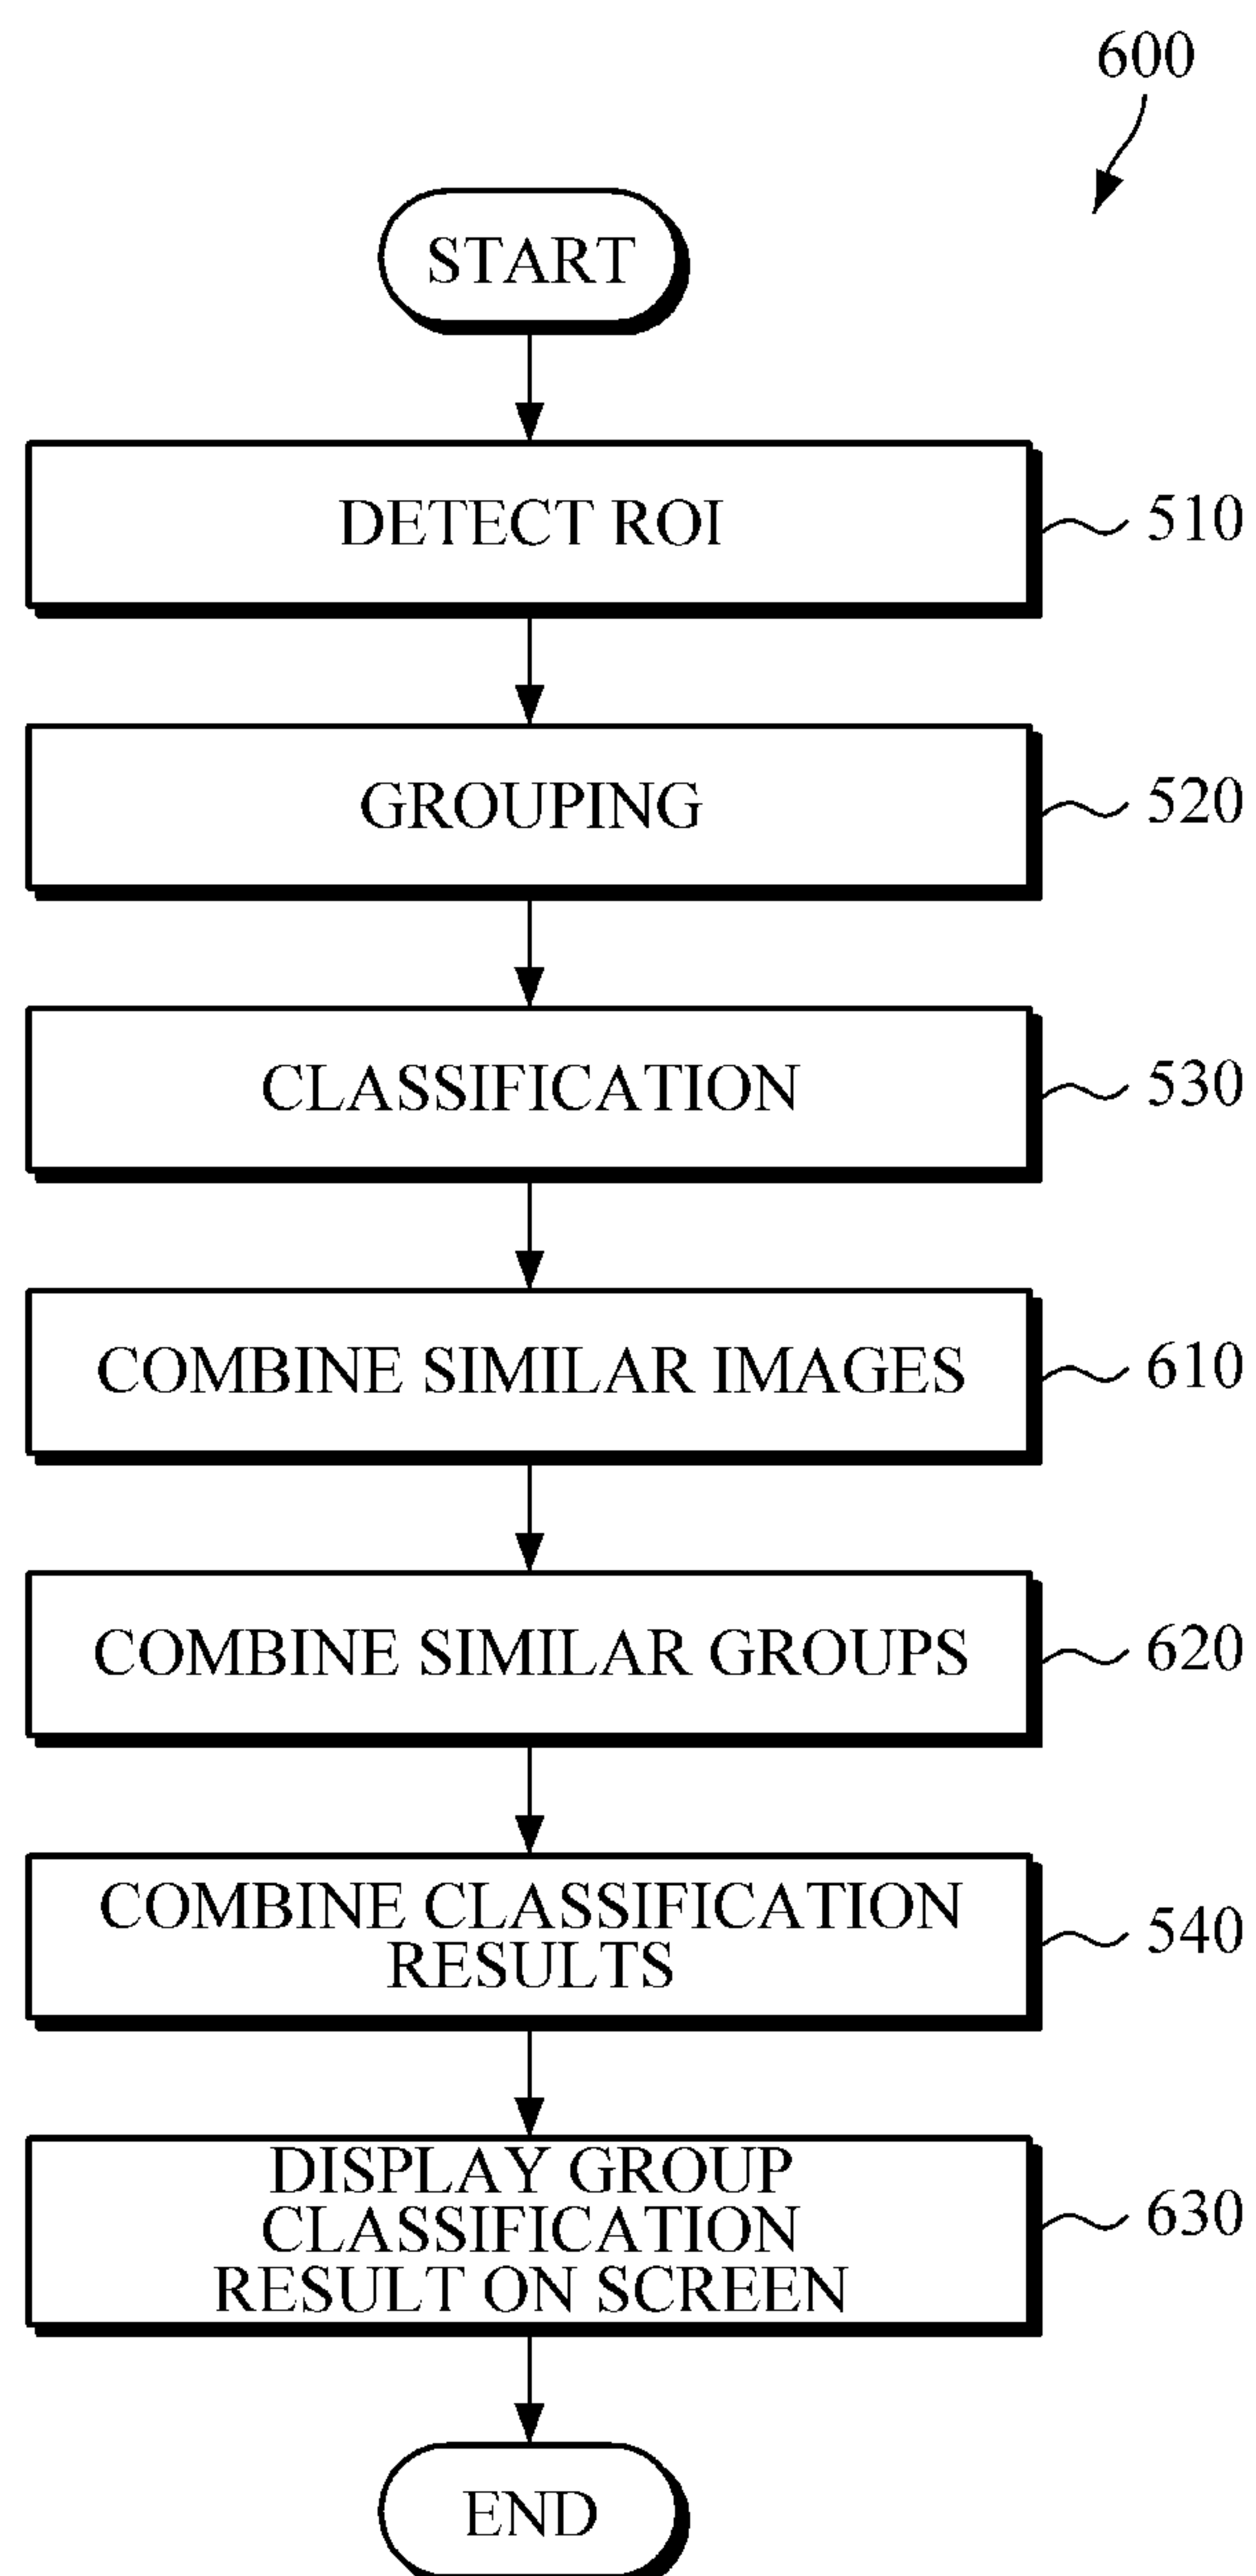 600
START
DETECT ROI
510
GROUPING
520
CLASSIFICATION
530
COMBINE SIMILAR IMAGES
610
COMBINE SIMILAR GROUPS
620
COMBINE CLASSIFICATION
RESULTS
540
DISPLAY GROUP
CLASSIFICATION
RESULT ON SCREEN
630
END